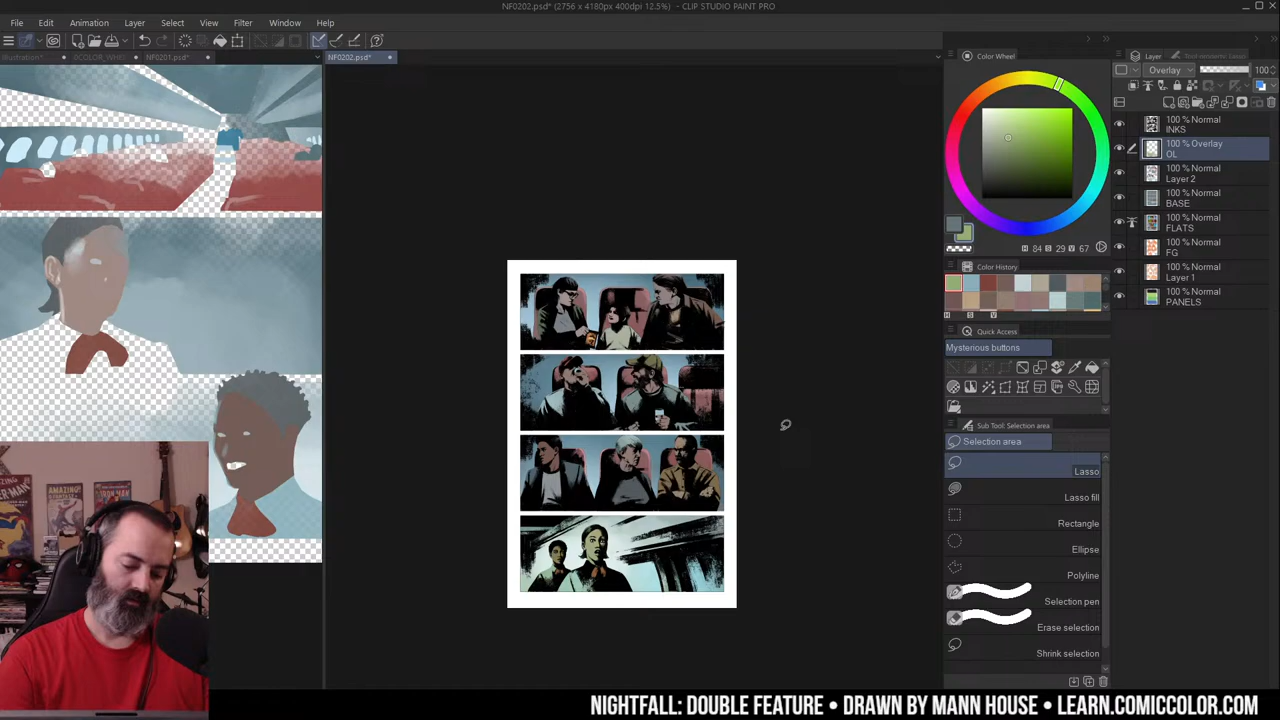 NF0202.psd* (2756 x 4180px 400dpi 12.5%) - CLIP STUDIO PAINT PRO
File Edit Animation Layer Select View Filter Window Help
Illustration* NF0201.psd* NF0202.psd*
Color Wheel
H 84 S 29 V 67
Color History
H S V
Quick Access
Mysterious buttons
Sub Tool: Selection area
Selection area
Lasso
Lasso fill
Rectangle
Ellipse
Polyline
Selection pen
Erase selection
Shrink selection
Layer
Overlay 100
100 % Normal
INKS
100 % Overlay
OL
100 % Normal
Layer 2
100 % Normal
BASE
100 % Normal
FLATS
100 % Normal
FG
100 % Normal
Layer 1
100 % Normal
PANELS
NIGHTFALL: DOUBLE FEATURE • DRAWN BY MANN HOUSE • LEARN.COMICCOLOR.COM